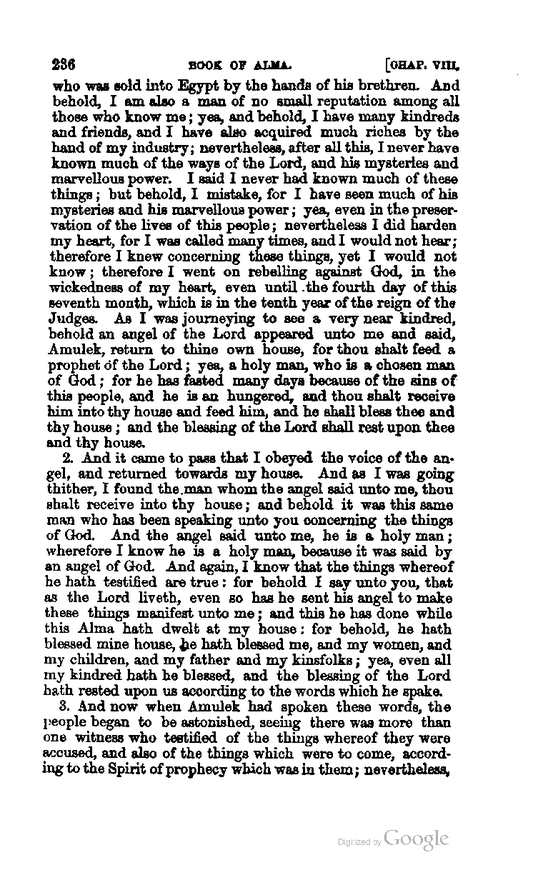 236 BOOK OF ALMA. [CHAP. VIII.
who was sold into Egypt by the hands of his brethren. And
behold, I am also a man of no small reputation among all
those who know me; yea, and behold, I have many kindreds
and friends, and I have also acquired much riches by the
hand of my industry; nevertheless, after all this, I never have
known much of the ways of the Lord, and his mysteries and
marvellous power. I said I never had known much of these
things; but behold, I mistake, for I have seen much of his
mysteries and his marvellous power; yea, even in the preser-
vation of the lives of this people; nevertheless I did harden
my heart, for I was called many times, and I would not hear;
therefore I knew concerning these things, yet I would not
know; therefore I went on rebelling against God, in the
wickedness of my heart, even until the fourth day of this
seventh month, which is in the tenth year of the reign of the
Judges. As I was journeying to see a very near kindred,
behold an angel of the Lord appeared unto me and said,
Amulek, return to thine own house, for thou shalt feed a
prophet of the Lord; yea, a holy man, who is a chosen man
of God; for he has fasted many days because of the sins of
this people, and he is an hungered, and thou shalt receive
him into thy house and feed him, and he shall bless thee and
thy house; and the blessing of the Lord shall rest upon thee
and thy house.
2. And it came to pass that I obeyed the voice of the an-
gel, and returned towards my house. And as I was going
thither, I found the man whom the angel said unto me, thou
shalt receive into thy house; and behold it was this same
man who has been speaking unto you concerning the things
of God. And the angel said unto me, he is a holy man;
wherefore I know he is a holy man, because it was said by
an angel of God. And again, I know that the things whereof
he hath testified are true: for behold I say unto you, that
as the Lord liveth, even so has he sent his angel to make
these things manifest unto me; and this he has done while
this Alma hath dwelt at my house: for behold, he hath
blessed mine house, he hath blessed me, and my women, and
my children, and my father and my kinsfolks; yea, even all
my kindred hath he blessed, and the blessing of the Lord
hath rested upon us according to the words which he spake.
3. And now when Amulek had spoken these words, the
people began to be astonished, seeing there was more than
one witness who testified of the things whereof they were
accused, and also of the things which were to come, accord-
ing to the Spirit of prophecy which was in them; nevertheless,
Digitized by Google